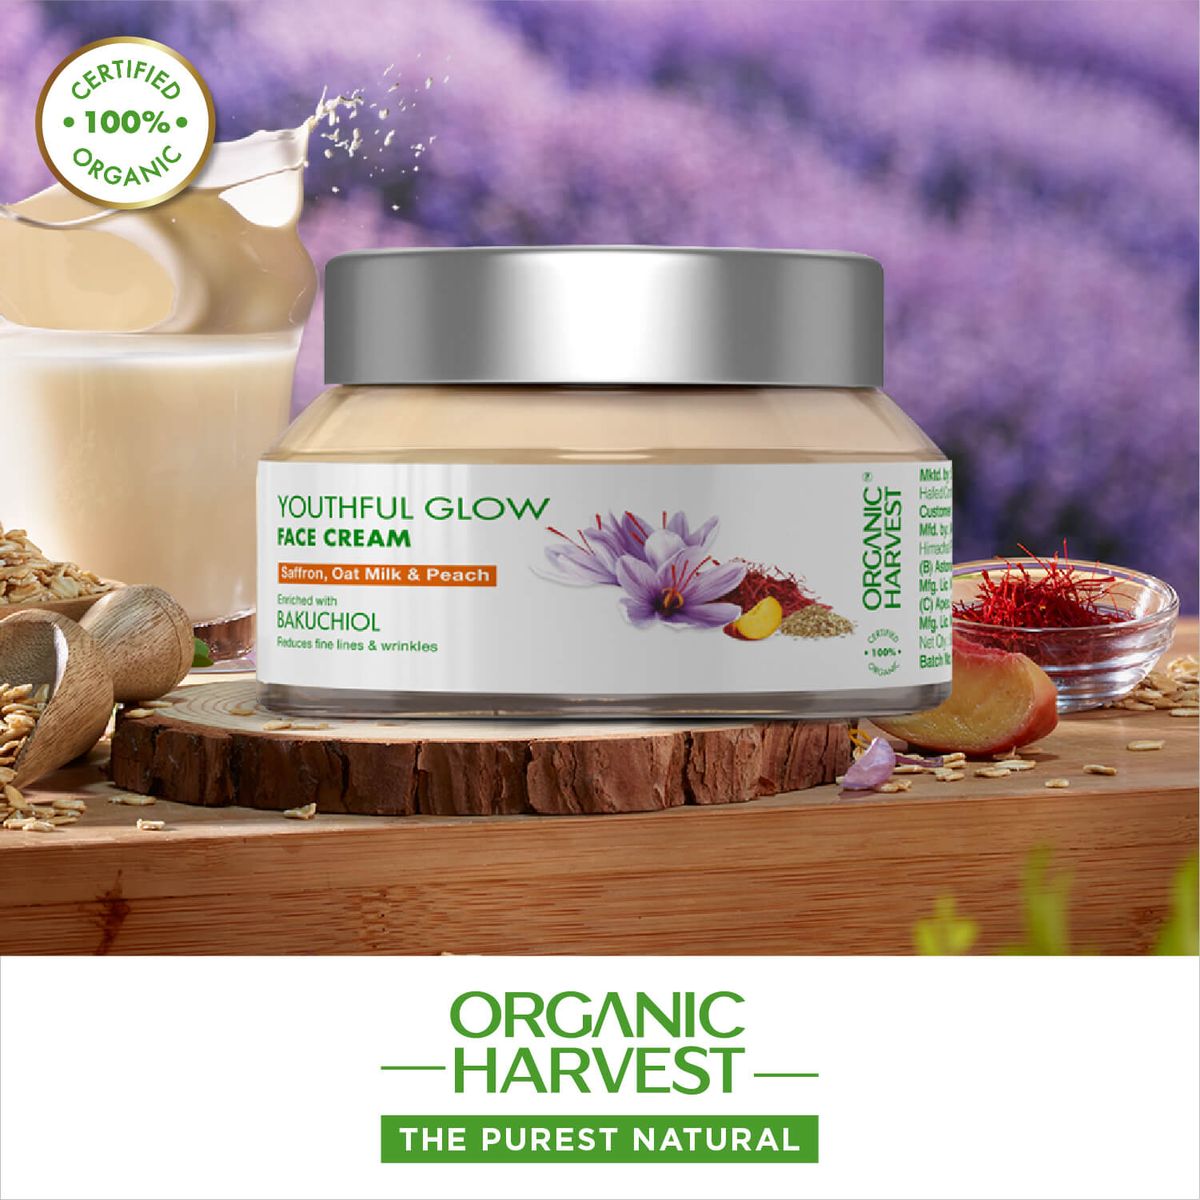 CERTIFIED
• 100% •
ORGANIC
YOUTHFUL GLOW
FACE CREAM
Saffron, Oat Milk & Peach
Enriched with
BAKUCHIOL
Reduces fine lines & wrinkles
ORGANIC
HARVEST
®
CERTIFIED
• 100% •
ORGANIC
Mktd. by
Customer
Mfd. by:
(B)
Mfg. Lic
(C)
Mfg. Lic
Net Qty.
Batch No
ORGANIC
HARVEST
THE PUREST NATURAL